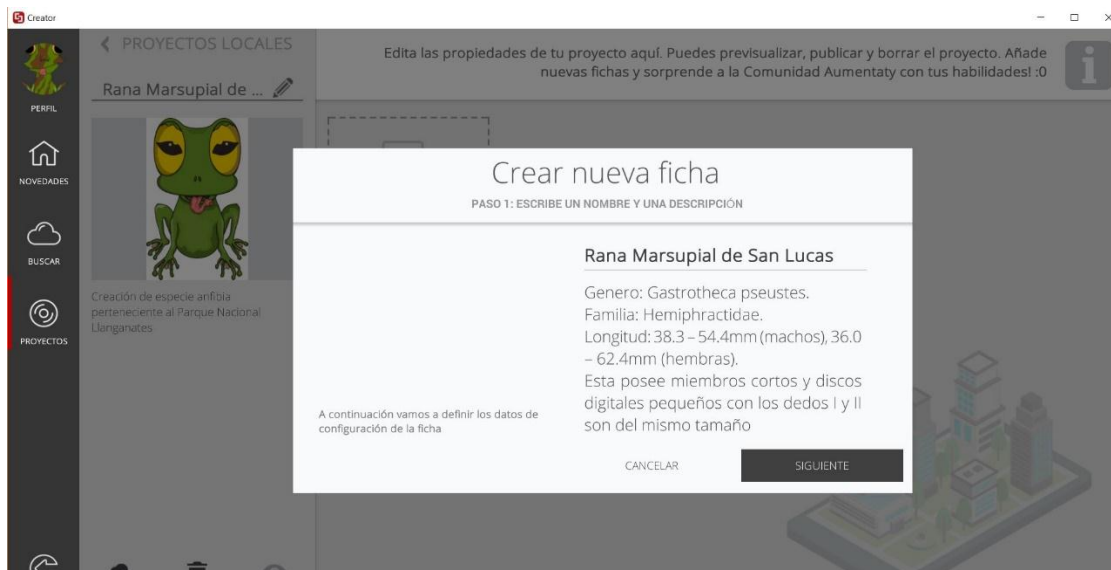 Creator
PERFIL
NOVEDADES
BUSCAR
PROYECTOS
PROYECTOS LOCALES
Rana Marsupial de ...
Creación de especie anfibia
perteneciente al Parque Nacional
Llanganates
Edita las propiedades de tu proyecto aquí. Puedes previsualizar, publicar y borrar el proyecto. Añade
nuevas fichas y sorprende a la Comunidad Aumentaty con tus habilidades! :0
Crear nueva ficha
PASO 1: ESCRIBE UN NOMBRE Y UNA DESCRIPCIÓN
A continuación vamos a definir los datos de
configuración de la ficha
Rana Marsupial de San Lucas
Genero: Gastrotheca pseustes.
Familia: Hemiphractidae.
Longitud: 38.3 – 54.4mm (machos), 36.0
– 62.4mm (hembras).
Esta posee miembros cortos y discos
digitales pequeños con los dedos I y II
son del mismo tamaño
CANCELAR
SIGUIENTE